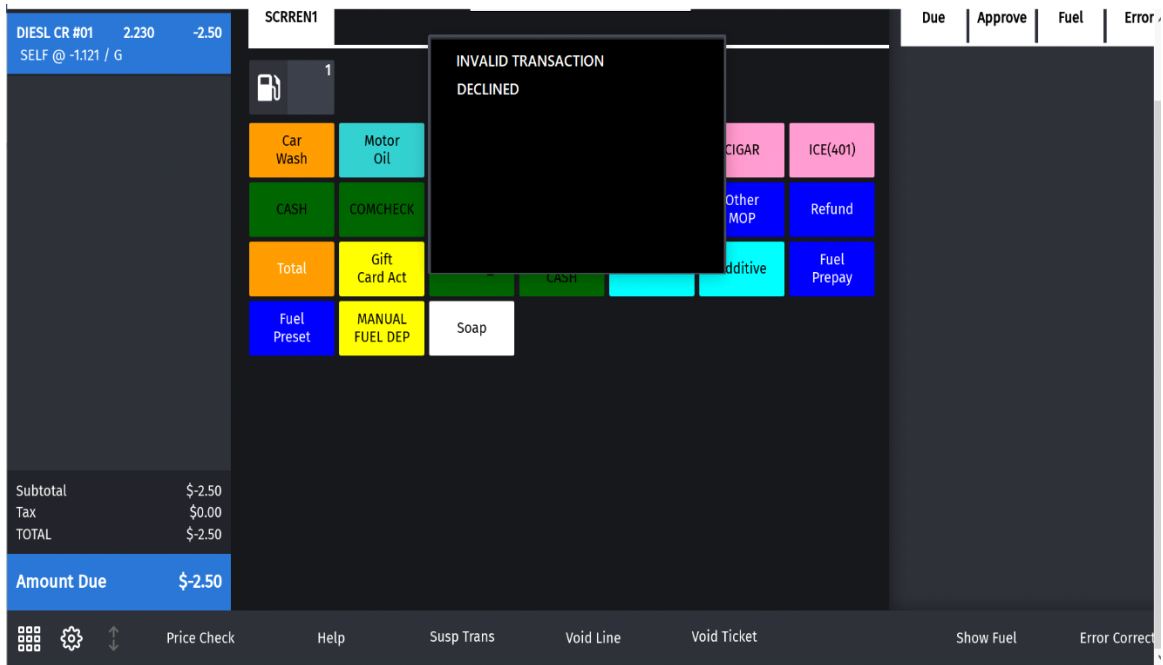 DIESL CR #01 2.230 -2.50
SELF @ -1.121 / G
SCRREN1
Due Approve Fuel Error
INVALID TRANSACTION
DECLINED
1
Car
Wash
Motor
Oil
CIGAR
ICE(401)
CASH
COMCHECK
Other
MOP
Refund
Total
Gift
Card Act
CASH
dditive
Fuel
Prepay
Fuel
Preset
MANUAL
FUEL DEP
Soap
Subtotal $-2.50
Tax $0.00
TOTAL $-2.50
Amount Due $-2.50
Price Check Help Susp Trans Void Line Void Ticket Show Fuel Error Correct